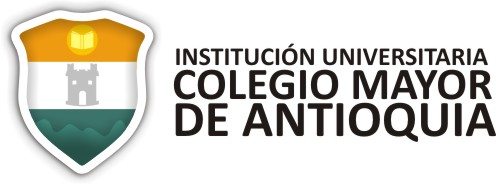 INSTITUCIÓN UNIVERSITARIA
COLEGIO MAYOR
DE ANTIOQUIA